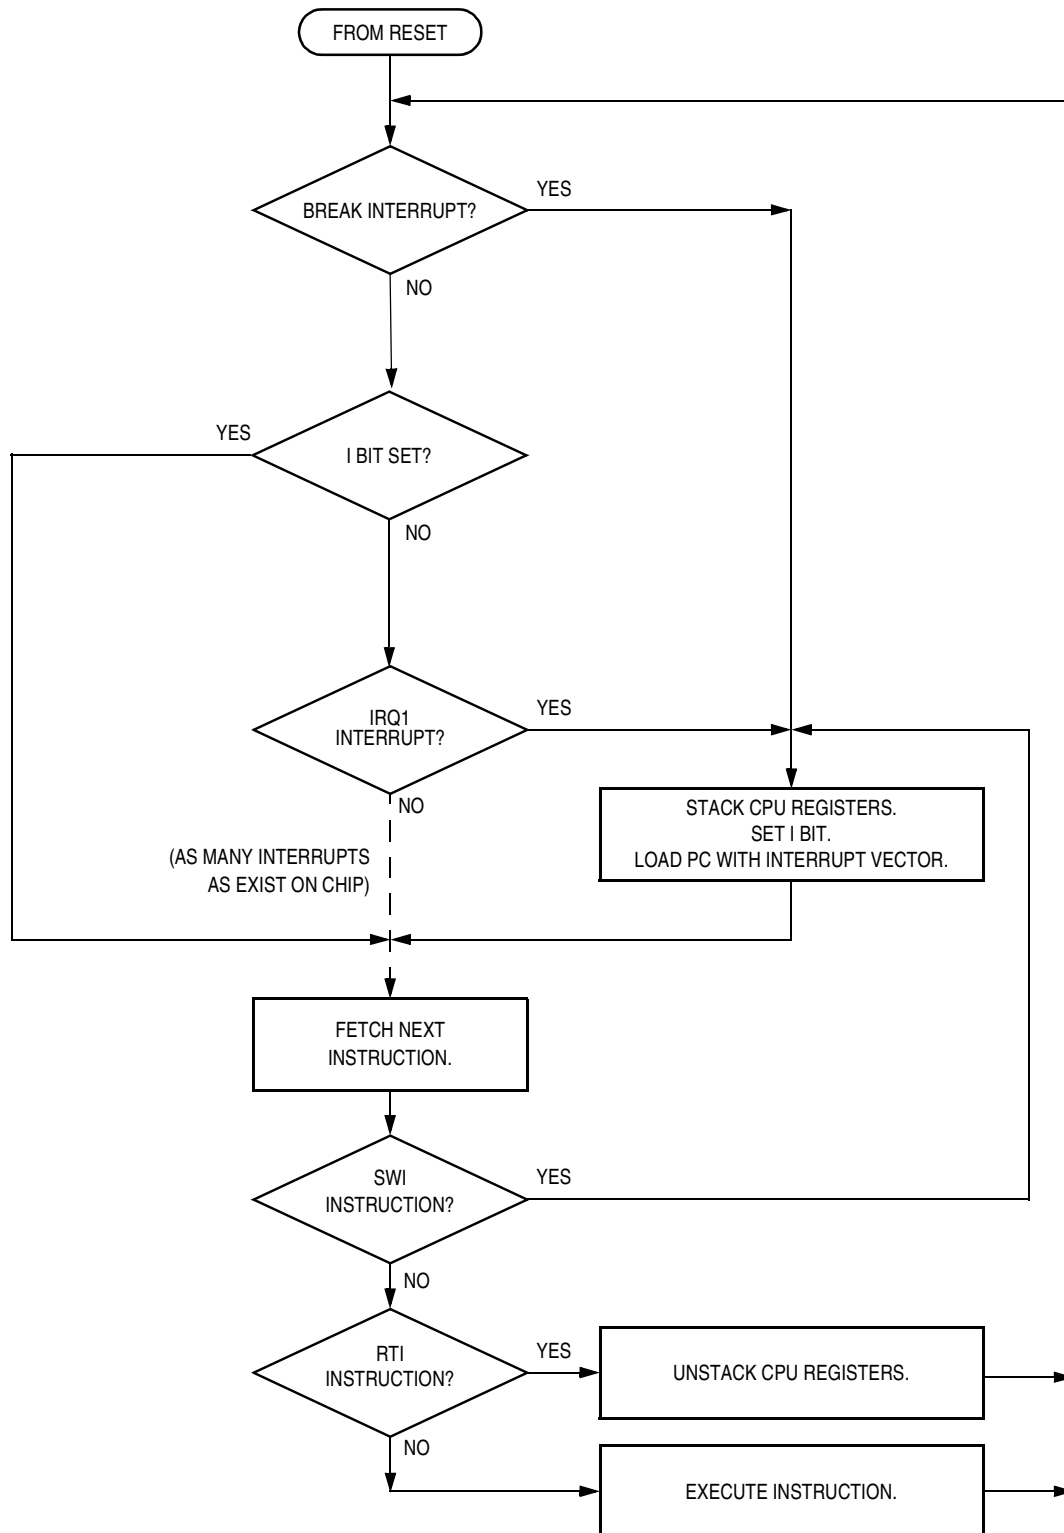 FROM RESET
BREAK INTERRUPT?
YES
NO
YES
I BIT SET?
NO
IRQ1
INTERRUPT?
YES
NO
(AS MANY INTERRUPTS
AS EXIST ON CHIP)
STACK CPU REGISTERS.
SET I BIT.
LOAD PC WITH INTERRUPT VECTOR.
FETCH NEXT
INSTRUCTION.
SWI
INSTRUCTION?
YES
NO
RTI
INSTRUCTION?
YES
UNSTACK CPU REGISTERS.
NO
EXECUTE INSTRUCTION.